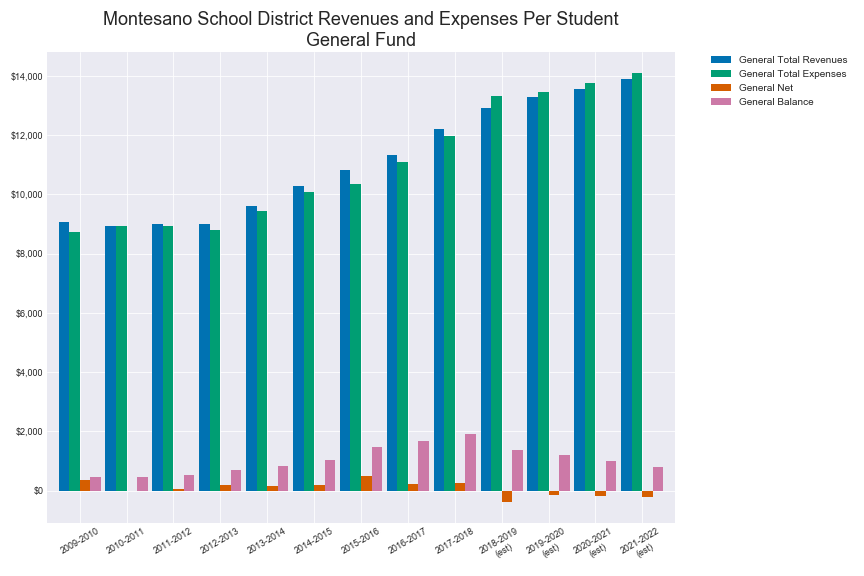 Montesano School District Revenues and Expenses Per Student
General Fund
General Total Revenues
General Total Expenses
General Net
General Balance
$14,000
$12,000
$10,000
$8,000
$6,000
$4,000
$2,000
$0
2009-2010
2010-2011
2011-2012
2012-2013
2013-2014
2014-2015
2015-2016
2016-2017
2017-2018
2018-2019
(est)
2019-2020
(est)
2020-2021
(est)
2021-2022
(est)